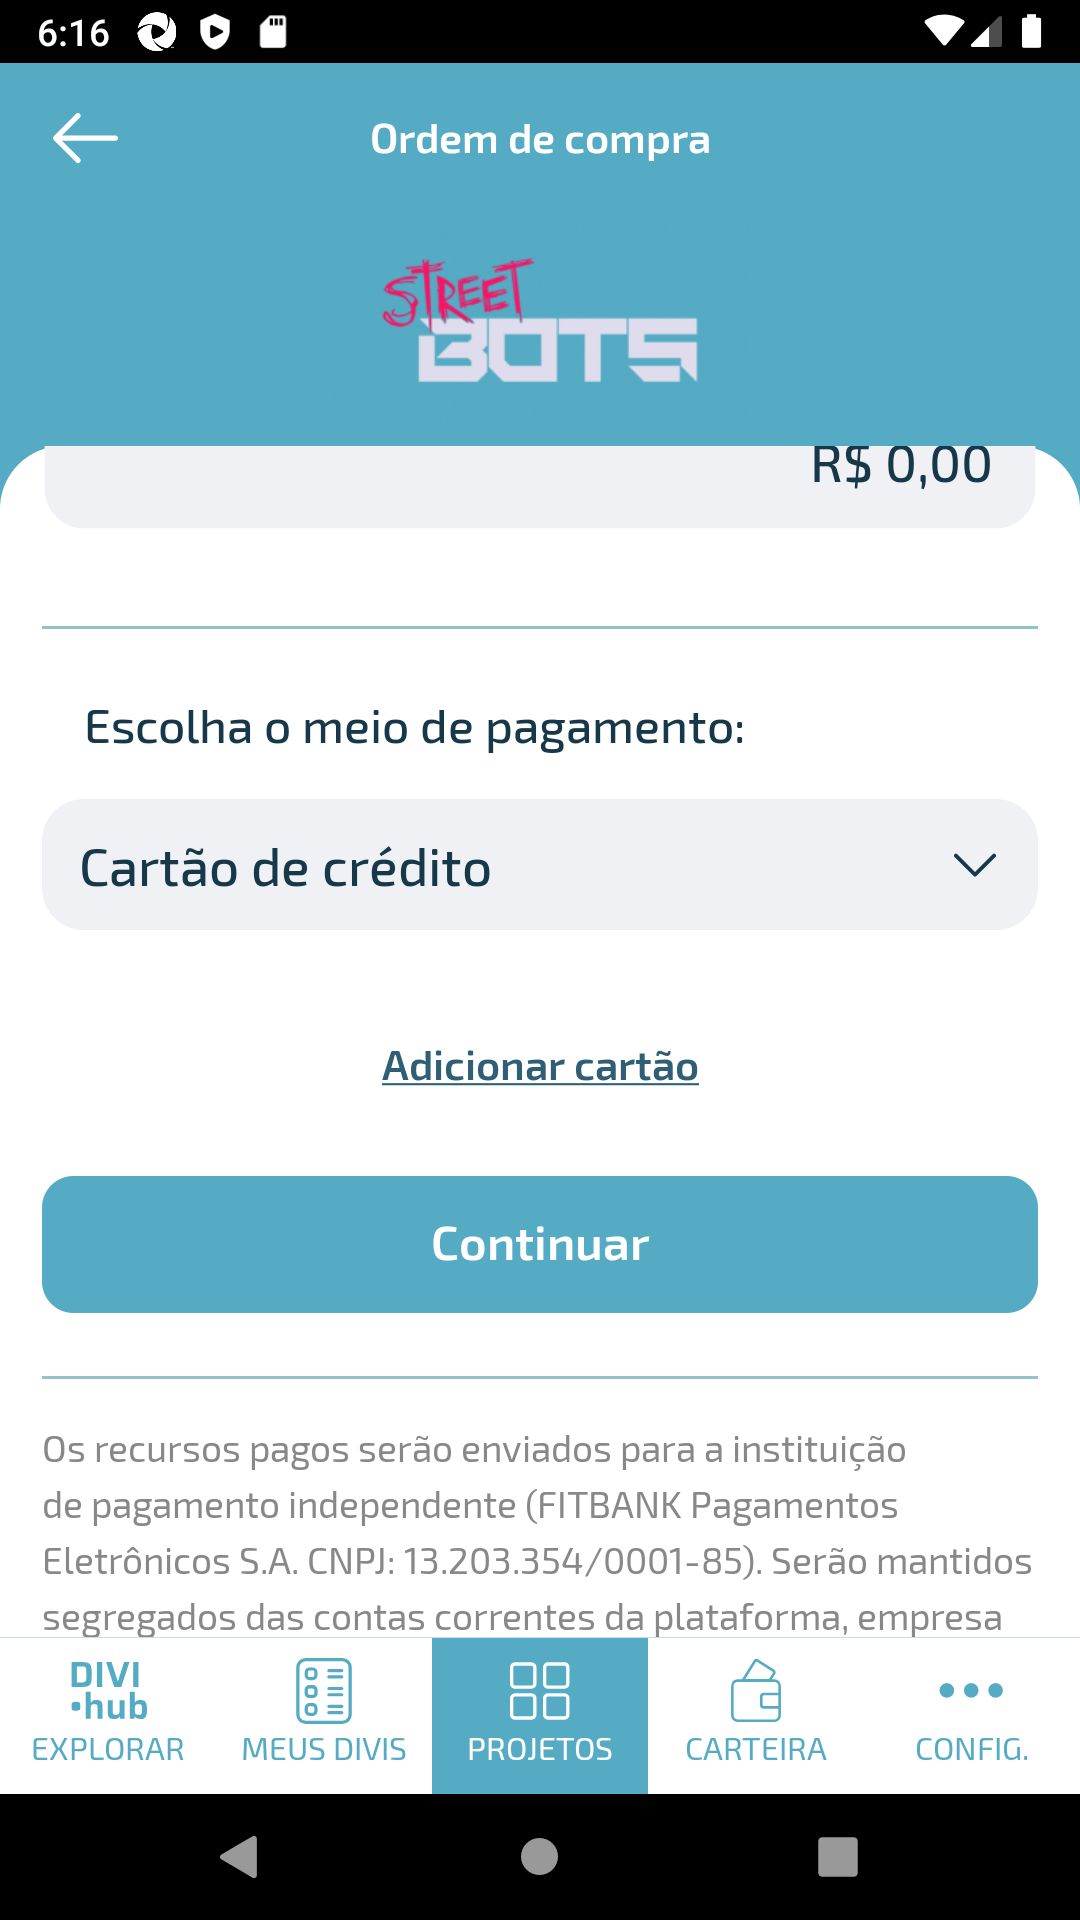 6:16
Ordem de compra
STREET
BOTS
R$ 0,00
Escolha o meio de pagamento:
Cartão de crédito
Adicionar cartão
Continuar
Os recursos pagos serão enviados para a instituição
de pagamento independente (FITBANK Pagamentos
Eletrônicos S.A. CNPJ: 13.203.354/0001-85). Serão mantidos
segregados das contas correntes da plataforma, empresa
DIVI
•hub
EXPLORAR
MEUS DIVIS
PROJETOS
CARTEIRA
CONFIG.